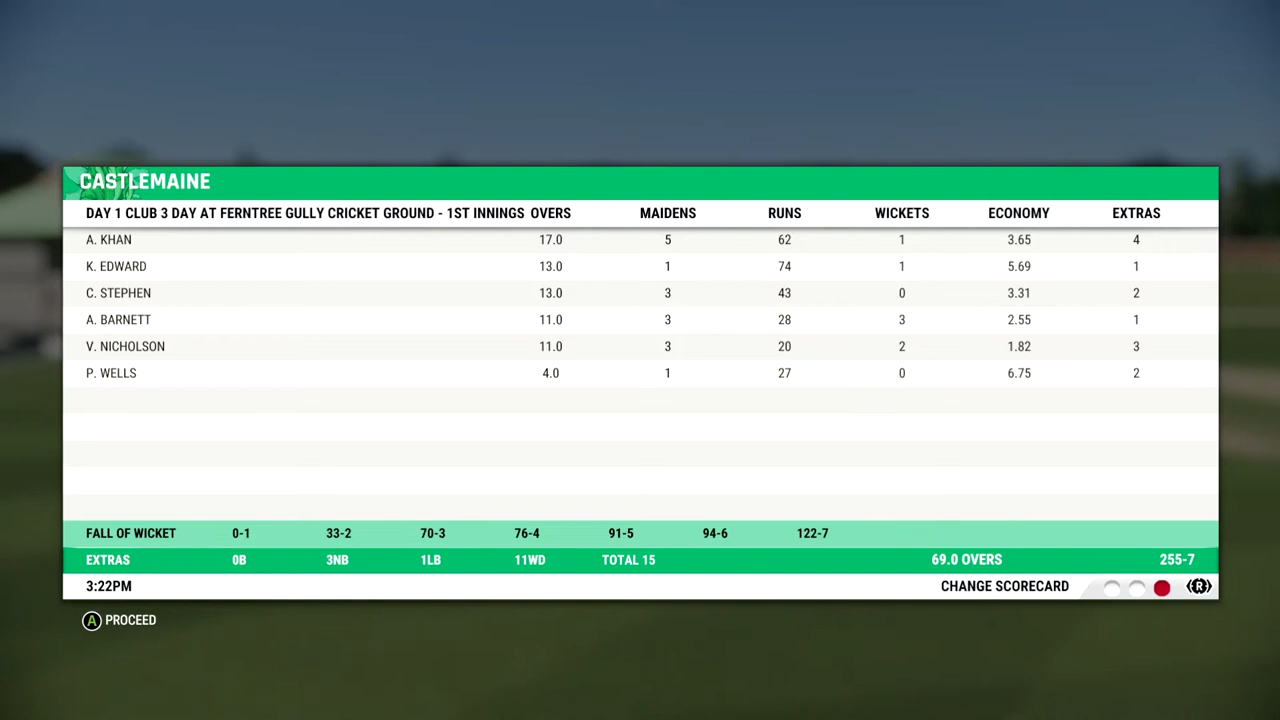 CASTLEMAINE
DAY 1 CLUB 3 DAY AT FERNTREE GULLY CRICKET GROUND - 1ST INNINGS OVERS MAIDENS RUNS WICKETS ECONOMY EXTRAS
A. KHAN 17.0 5 62 1 3.65 4
K. EDWARD 13.0 1 74 1 5.69 1
C. STEPHEN 13.0 3 43 0 3.31 2
A. BARNETT 11.0 3 28 3 2.55 1
V. NICHOLSON 11.0 3 20 2 1.82 3
P. WELLS 4.0 1 27 0 6.75 2
FALL OF WICKET 0-1 33-2 70-3 76-4 91-5 94-6 122-7
EXTRAS 0B 3NB 1LB 11WD TOTAL 15 69.0 OVERS 255-7
3:22PM CHANGE SCORECARD R
A PROCEED